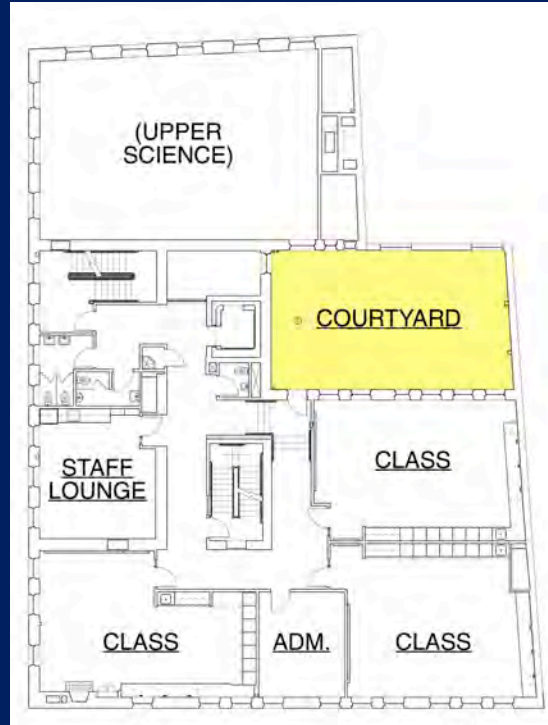 (UPPER
SCIENCE)
COURTYARD
CLASS
STAFF
LOUNGE
CLASS
ADM.
CLASS